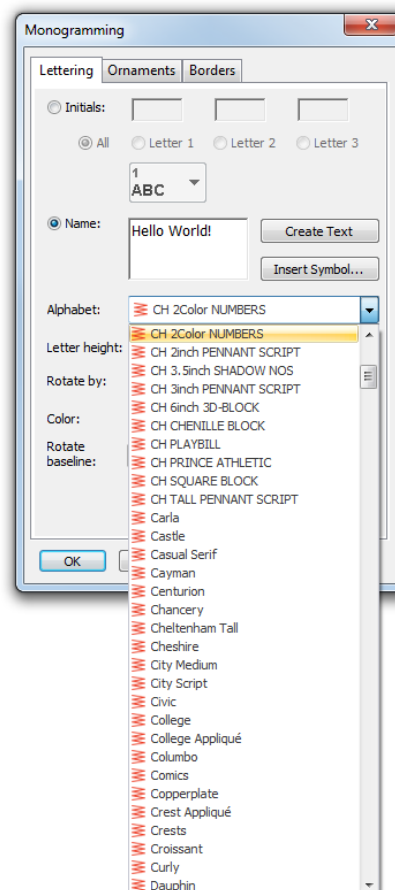 Monogramming
Lettering Ornaments Borders
Initials:
All Letter 1 Letter 2 Letter 3
1
ABC
Name:
Hello World!
Create Text
Insert Symbol...
Alphabet: CH 2Color NUMBERS
Letter height:
Rotate by:
Color:
Rotate
baseline:
OK
CH 2Color NUMBERS
CH 2inch PENNANT SCRIPT
CH 3.5inch SHADOW NOS
CH 3inch PENNANT SCRIPT
CH 6inch 3D-BLOCK
CH CHENILLE BLOCK
CH PLAYBILL
CH PRINCE ATHLETIC
CH SQUARE BLOCK
CH TALL PENNANT SCRIPT
Carla
Castle
Casual Serif
Cayman
Centurion
Chancery
Cheltenham Tall
Cheshire
City Medium
City Script
Civic
College
College Appliqué
Columbo
Comics
Copperplate
Crest Appliqué
Crests
Croissant
Curly
Dauphin